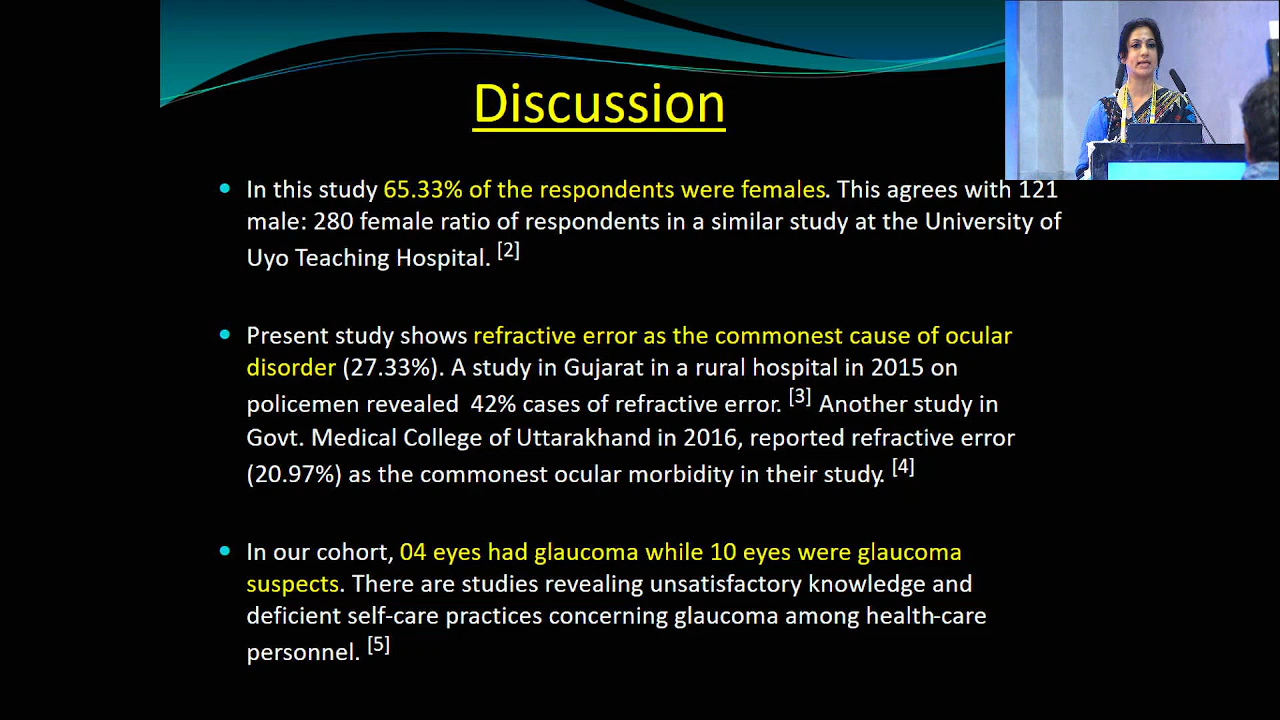 Discussion
In this study 65.33% of the respondents were females. This agrees with 121
male: 280 female ratio of respondents in a similar study at the University of
Uyo Teaching Hospital. [2]
Present study shows refractive error as the commonest cause of ocular
disorder (27.33%). A study in Gujarat in a rural hospital in 2015 on
policemen revealed 42% cases of refractive error. [3] Another study in
Govt. Medical College of Uttarakhand in 2016, reported refractive error
(20.97%) as the commonest ocular morbidity in their study. [4]
In our cohort, 04 eyes had glaucoma while 10 eyes were glaucoma
suspects. There are studies revealing unsatisfactory knowledge and
deficient self-care practices concerning glaucoma among health-care
personnel. [5]